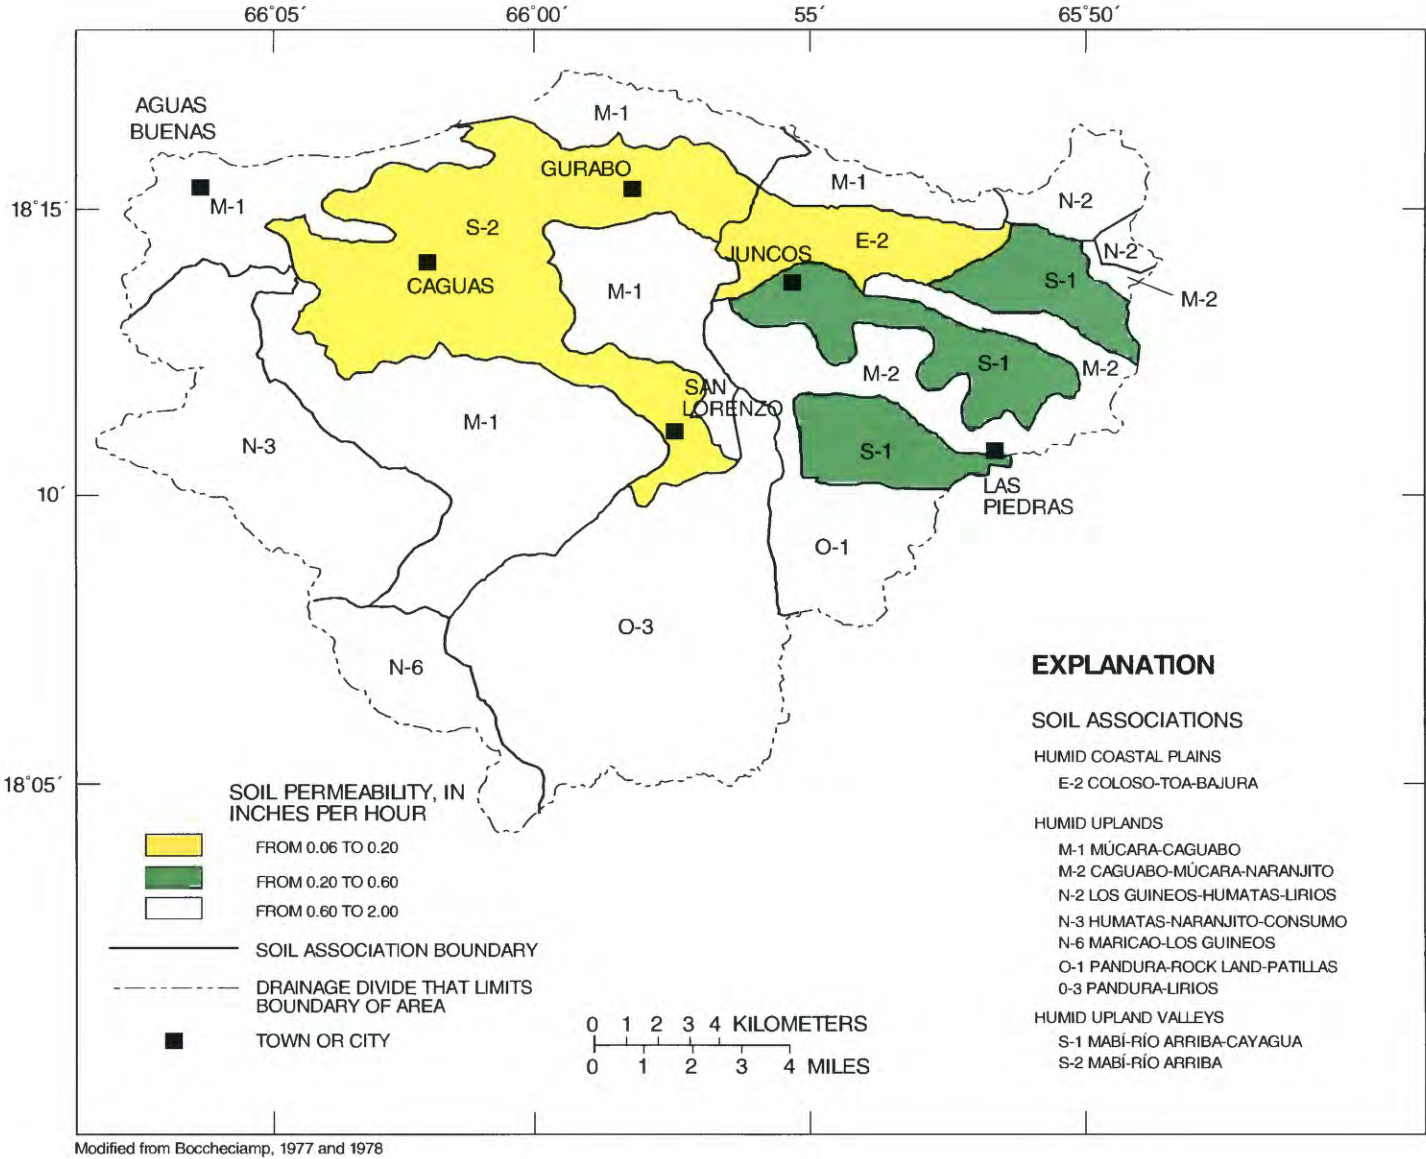 66°05´ 66°00´ 55´ 65°50´
AGUAS
BUENAS
M-1
GURABO
M-1
N-2
M-1
18°15´
S-2
E-2
N-2
JUNCOS
CAGUAS
M-1
S-1
M-2
S-1
M-2
M-2
SAN
LORENZO
M-1
N-3
S-1
10´
LAS
PIEDRAS
O-1
O-3
N-6
18°05´
EXPLANATION
SOIL ASSOCIATIONS
HUMID COASTAL PLAINS
E-2 COLOSO-TOA-BAJURA
HUMID UPLANDS
M-1 MÚCARA-CAGUABO
M-2 CAGUABO-MÚCARA-NARANJITO
N-2 LOS GUINEOS-HUMATAS-LIRIOS
N-3 HUMATAS-NARANJITO-CONSUMO
N-6 MARICAO-LOS GUINEOS
O-1 PANDURA-ROCK LAND-PATILLAS
0-3 PANDURA-LIRIOS
HUMID UPLAND VALLEYS
S-1 MABÍ-RÍO ARRIBA-CAYAGUA
S-2 MABÍ-RÍO ARRIBA
SOIL PERMEABILITY, IN
INCHES PER HOUR
FROM 0.06 TO 0.20
FROM 0.20 TO 0.60
FROM 0.60 TO 2.00
SOIL ASSOCIATION BOUNDARY
DRAINAGE DIVIDE THAT LIMITS
BOUNDARY OF AREA
TOWN OR CITY
0 1 2 3 4 KILOMETERS
0 1 2 3 4 MILES
Modified from Boccheciamp, 1977 and 1978